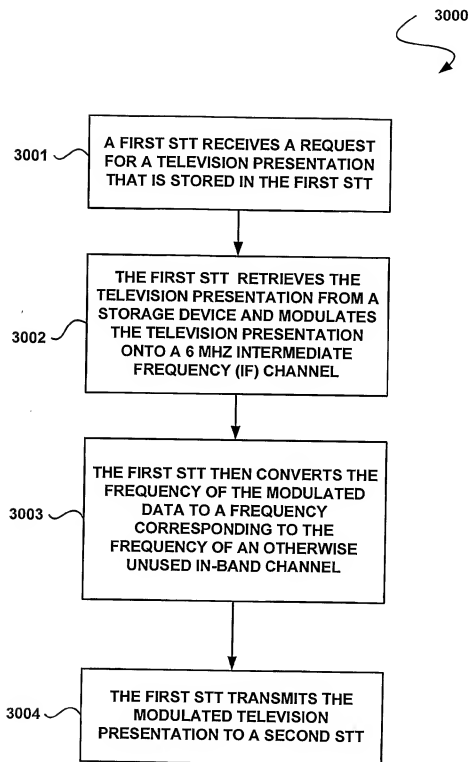 3000
3001
A FIRST STT RECEIVES A REQUEST
FOR A TELEVISION PRESENTATION
THAT IS STORED IN THE FIRST STT
3002
THE FIRST STT RETRIEVES THE
TELEVISION PRESENTATION FROM A
STORAGE DEVICE AND MODULATES
THE TELEVISION PRESENTATION
ONTO A 6 MHZ INTERMEDIATE
FREQUENCY (IF) CHANNEL
3003
THE FIRST STT THEN CONVERTS THE
FREQUENCY OF THE MODULATED
DATA TO A FREQUENCY
CORRESPONDING TO THE
FREQUENCY OF AN OTHERWISE
UNUSED IN-BAND CHANNEL
3004
THE FIRST STT TRANSMITS THE
MODULATED TELEVISION
PRESENTATION TO A SECOND STT